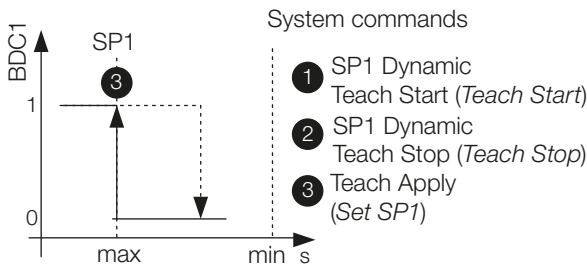 System commands
BDC1
SP1
3
1
0
max
min s
1 SP1 Dynamic
Teach Start (Teach Start)
2 SP1 Dynamic
Teach Stop (Teach Stop)
3 Teach Apply
(Set SP1)